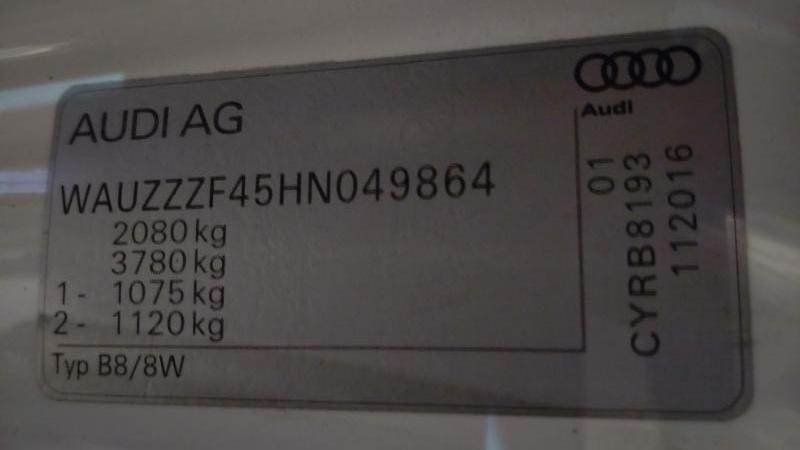 AUDI AG
Audi
WAUZZZF45HN049864
2080 kg
3780 kg
1- 1075 kg
2- 1120 kg
Typ B8/8W
01
CYRB8193
112016